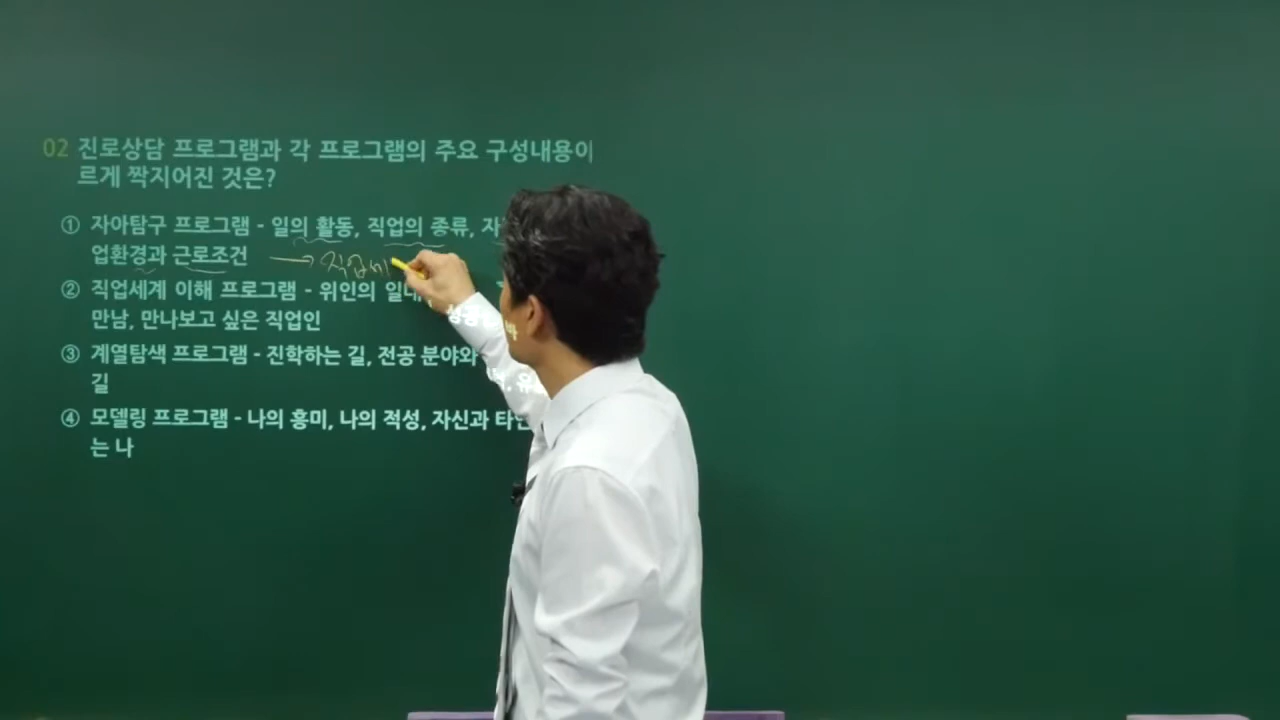 02 진로상담 프로그램과 각 프로그램의 주요 구성내용이
르게 짝지어진 것은?
① 자아탐구 프로그램 - 일의 활동, 직업의 종류,
업환경과 근로조건 → 직업
② 직업세계 이해 프로그램 - 위인의
만남, 만나보고 싶은 직업인
③ 계열탐색 프로그램 - 진학하는 길, 전공 분야와
길
④ 모델링 프로그램 - 나의 흥미, 나의 적성, 자신과
는 나